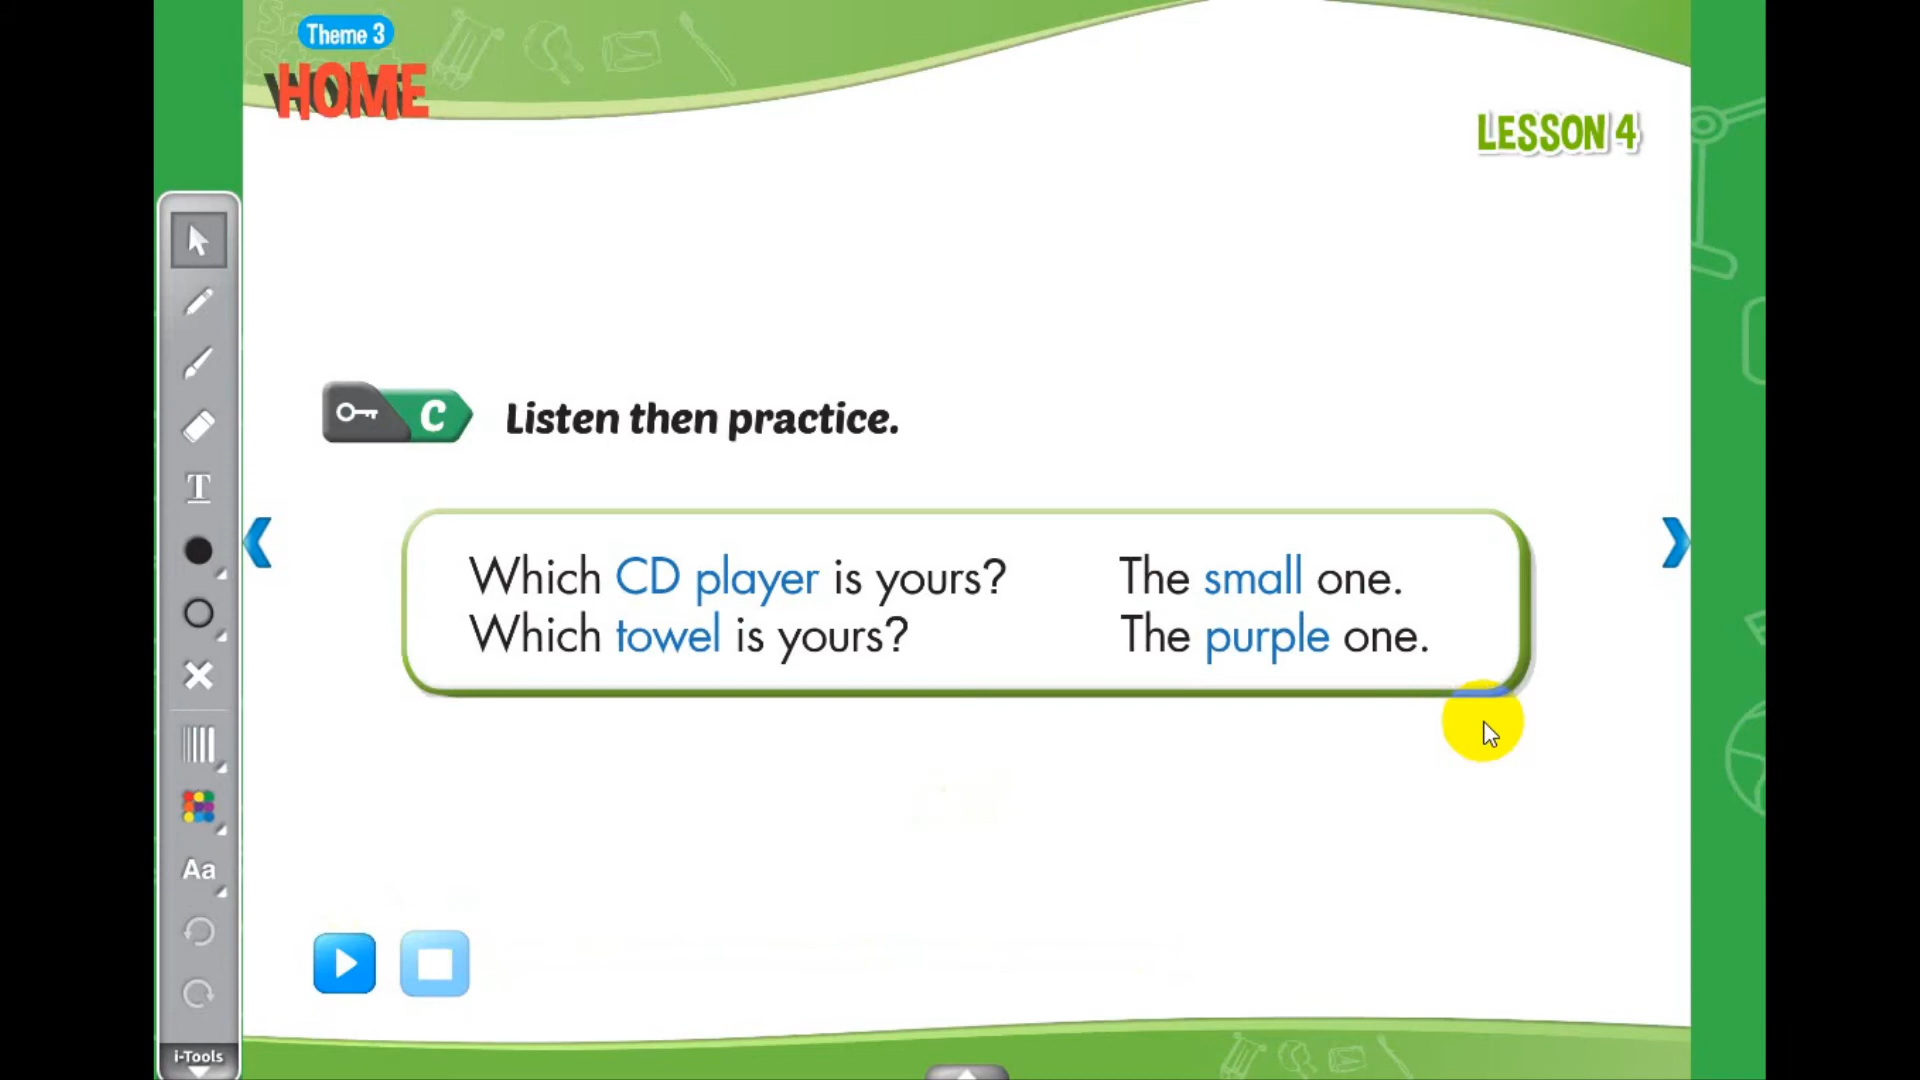 Theme 3
HOME
LESSON 4
C Listen then practice.
Which CD player is yours? The small one.
Which towel is yours? The purple one.
T
Aa
i-Tools